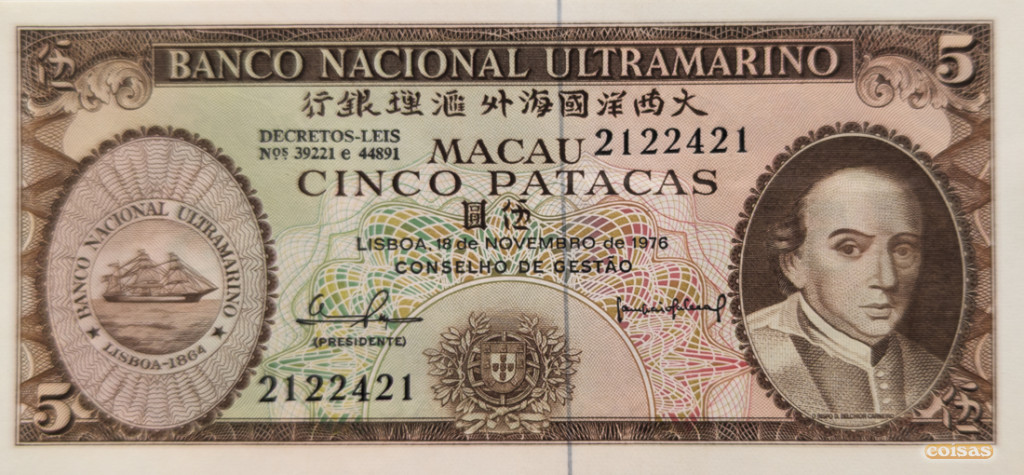 伍
5
BANCO NACIONAL ULTRAMARINO
行銀理滙外海國洋西大
DECRETOS-LEIS
Nos 39221 e 44891
MACAU 2122421
CINCO PATACAS
圓伍
LISBOA, 18 de NOVEMBRO de 1976
CONSELHO DE GESTÃO
BANCO NACIONAL ULTRAMARINO
★ LISBOA-1864 ★
(PRESIDENTE)
2122421
5
伍
coisas